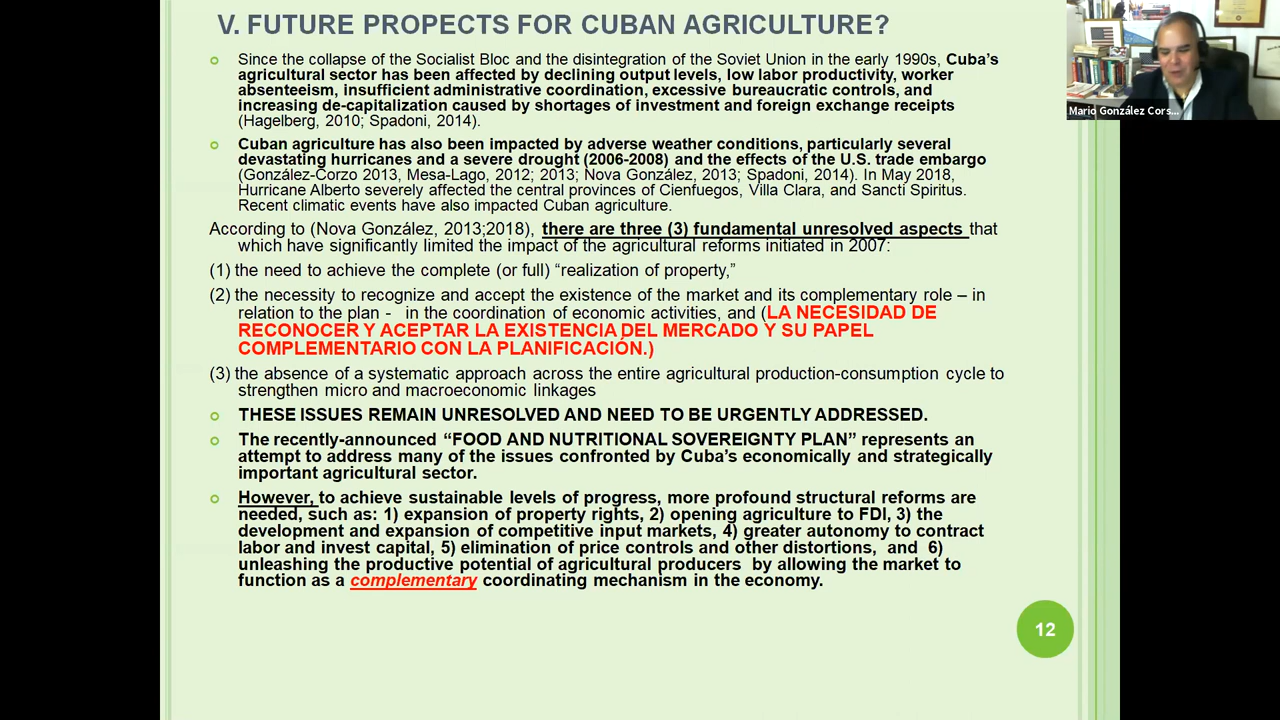 V. FUTURE PROPECTS FOR CUBAN AGRICULTURE?
Since the collapse of the Socialist Bloc and the disintegration of the Soviet Union in the early 1990s, Cuba's
agricultural sector has been affected by declining output levels, low labor productivity, worker
absenteeism, insufficient administrative coordination, excessive bureaucratic controls, and
increasing de-capitalization caused by shortages of investment and foreign exchange receipts
(Hagelberg, 2010; Spadoni, 2014).
Cuban agriculture has also been impacted by adverse weather conditions, particularly several
devastating hurricanes and a severe drought (2006-2008) and the effects of the U.S. trade embargo
(González-Corzo 2013, Mesa-Lago, 2012; 2013; Nova González, 2013; Spadoni, 2014). In May 2018,
Hurricane Alberto severely affected the central provinces of Cienfuegos, Villa Clara, and Sancti Spiritus.
Recent climatic events have also impacted Cuban agriculture.
According to (Nova González, 2013;2018), there are three (3) fundamental unresolved aspects that
which have significantly limited the impact of the agricultural reforms initiated in 2007:
(1) the need to achieve the complete (or full) “realization of property,”
(2) the necessity to recognize and accept the existence of the market and its complementary role – in
relation to the plan - in the coordination of economic activities, and (LA NECESIDAD DE
RECONOCER Y ACEPTAR LA EXISTENCIA DEL MERCADO Y SU PAPEL
COMPLEMENTARIO CON LA PLANIFICACIÓN.)
(3) the absence of a systematic approach across the entire agricultural production-consumption cycle to
strengthen micro and macroeconomic linkages
THESE ISSUES REMAIN UNRESOLVED AND NEED TO BE URGENTLY ADDRESSED.
The recently-announced “FOOD AND NUTRITIONAL SOVEREIGNTY PLAN” represents an
attempt to address many of the issues confronted by Cuba's economically and strategically
important agricultural sector.
However, to achieve sustainable levels of progress, more profound structural reforms are
needed, such as: 1) expansion of property rights, 2) opening agriculture to FDI, 3) the
development and expansion of competitive input markets, 4) greater autonomy to contract
labor and invest capital, 5) elimination of price controls and other distortions, and 6)
unleashing the productive potential of agricultural producers by allowing the market to
function as a complementary coordinating mechanism in the economy.
12
Mario González Cors...